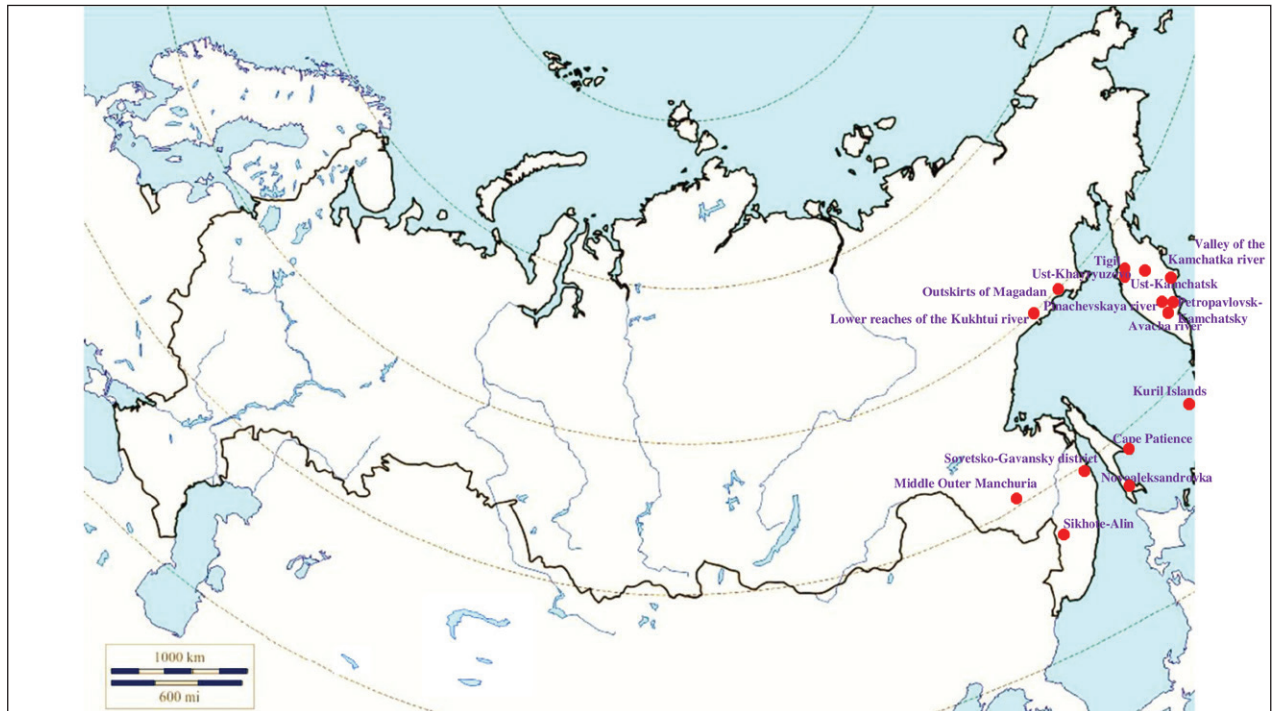 Valley of the
Kamchatka river
Tigil
Ust-Khayryuzovo
Ust-Kamchatsk
Outskirts of Magadan
Pinachevskaya river
Petropavlovsk-
Kamchatsky
Lower reaches of the Kukhtui river
Avacha river
Kuril Islands
Cape Patience
Sovetsko-Gavansky district
Middle Outer Manchuria
Novoaleksandrovka
Sikhote-Alin
1000 km
600 mi